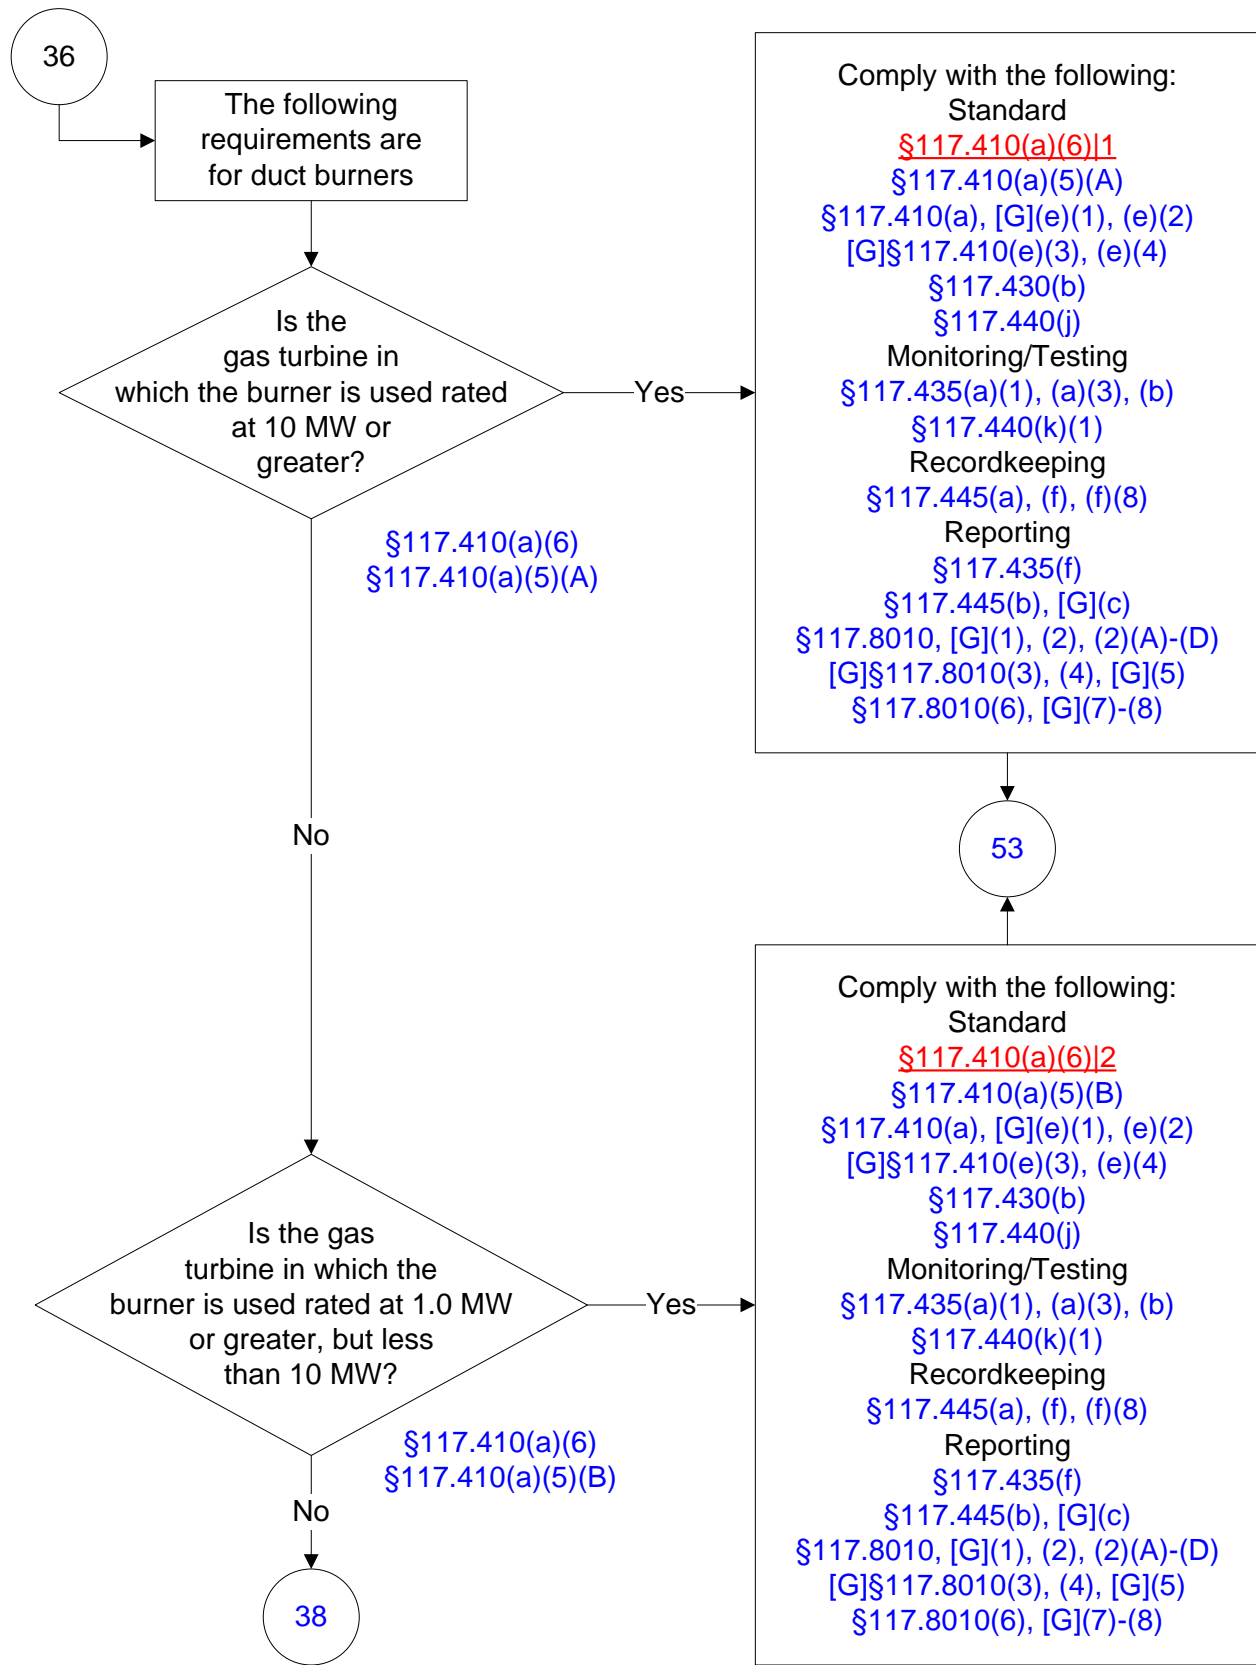 36
The following
requirements are
for duct burners
Is the
gas turbine in
which the burner is used rated
at 10 MW or
greater?
Yes
§117.410(a)(6)
§117.410(a)(5)(A)
No
Comply with the following:
Standard
§117.410(a)(6)|1
§117.410(a)(5)(A)
§117.410(a), [G](e)(1), (e)(2)
[G]§117.410(e)(3), (e)(4)
§117.430(b)
§117.440(j)
Monitoring/Testing
§117.435(a)(1), (a)(3), (b)
§117.440(k)(1)
Recordkeeping
§117.445(a), (f), (f)(8)
Reporting
§117.435(f)
§117.445(b), [G](c)
§117.8010, [G](1), (2), (2)(A)-(D)
[G]§117.8010(3), (4), [G](5)
§117.8010(6), [G](7)-(8)
53
Is the gas
turbine in which the
burner is used rated at 1.0 MW
or greater, but less
than 10 MW?
Yes
§117.410(a)(6)
§117.410(a)(5)(B)
No
38
Comply with the following:
Standard
§117.410(a)(6)|2
§117.410(a)(5)(B)
§117.410(a), [G](e)(1), (e)(2)
[G]§117.410(e)(3), (e)(4)
§117.430(b)
§117.440(j)
Monitoring/Testing
§117.435(a)(1), (a)(3), (b)
§117.440(k)(1)
Recordkeeping
§117.445(a), (f), (f)(8)
Reporting
§117.435(f)
§117.445(b), [G](c)
§117.8010, [G](1), (2), (2)(A)-(D)
[G]§117.8010(3), (4), [G](5)
§117.8010(6), [G](7)-(8)